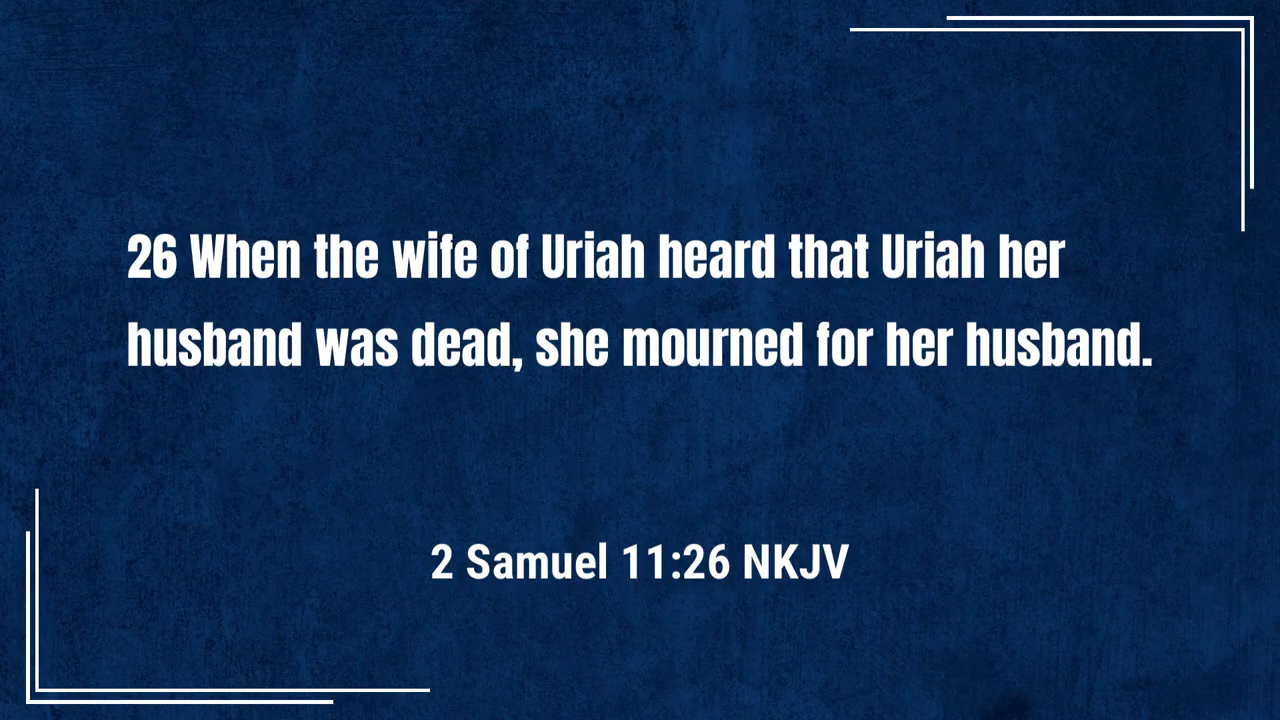 26 When the wife of Uriah heard that Uriah her
husband was dead, she mourned for her husband.
2 Samuel 11:26 NKJV